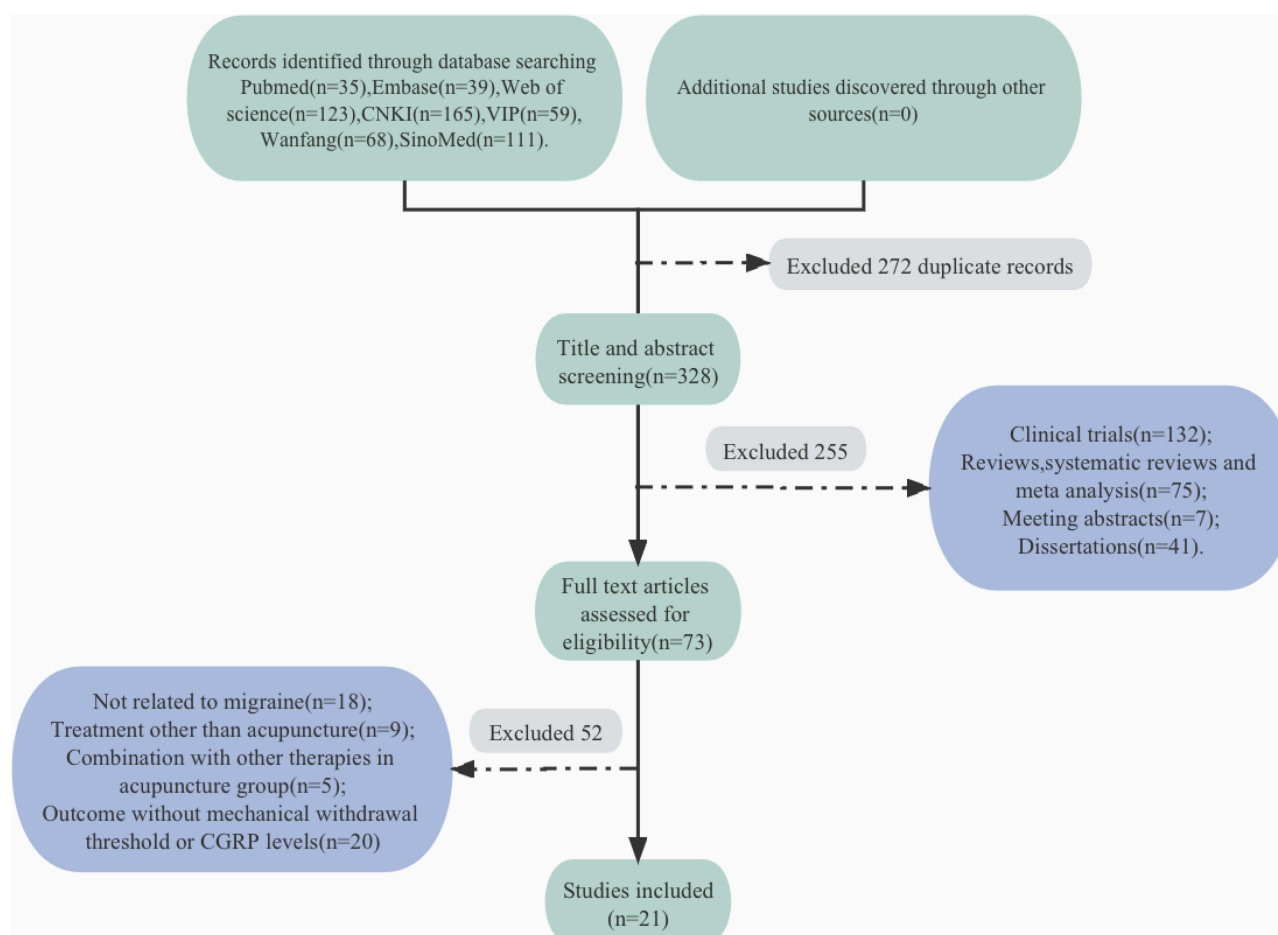 Records identified through database searching
Pubmed(n=35),Embase(n=39),Web of
science(n=123),CNKI(n=165),VIP(n=59),
Wanfang(n=68),SinoMed(n=111).
Additional studies discovered through other
sources(n=0)
Excluded 272 duplicate records
Title and abstract
screening(n=328)
Excluded 255
Clinical trials(n=132);
Reviews,systematic reviews and
meta analysis(n=75);
Meeting abstracts(n=7);
Dissertations(n=41).
Full text articles
assessed for
eligibility(n=73)
Excluded 52
Not related to migraine(n=18);
Treatment other than acupuncture(n=9);
Combination with other therapies in
acupuncture group(n=5);
Outcome without mechanical withdrawal
threshold or CGRP levels(n=20)
Studies included
(n=21)